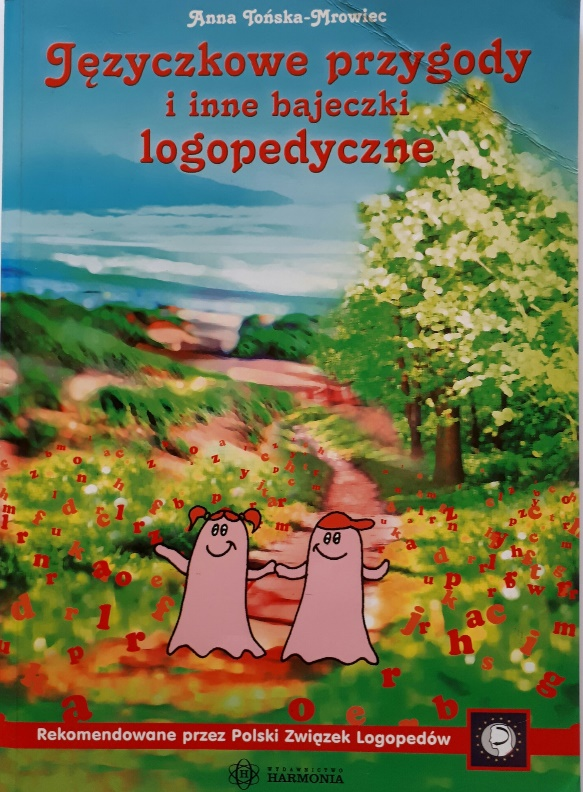 Anna Tońska-Mrowiec
Języczkowe przygody
i inne bajeczki
logopedyczne
Rekomendowane przez Polski Związek Logopedów
WYDAWNICTWO
HARMONIA